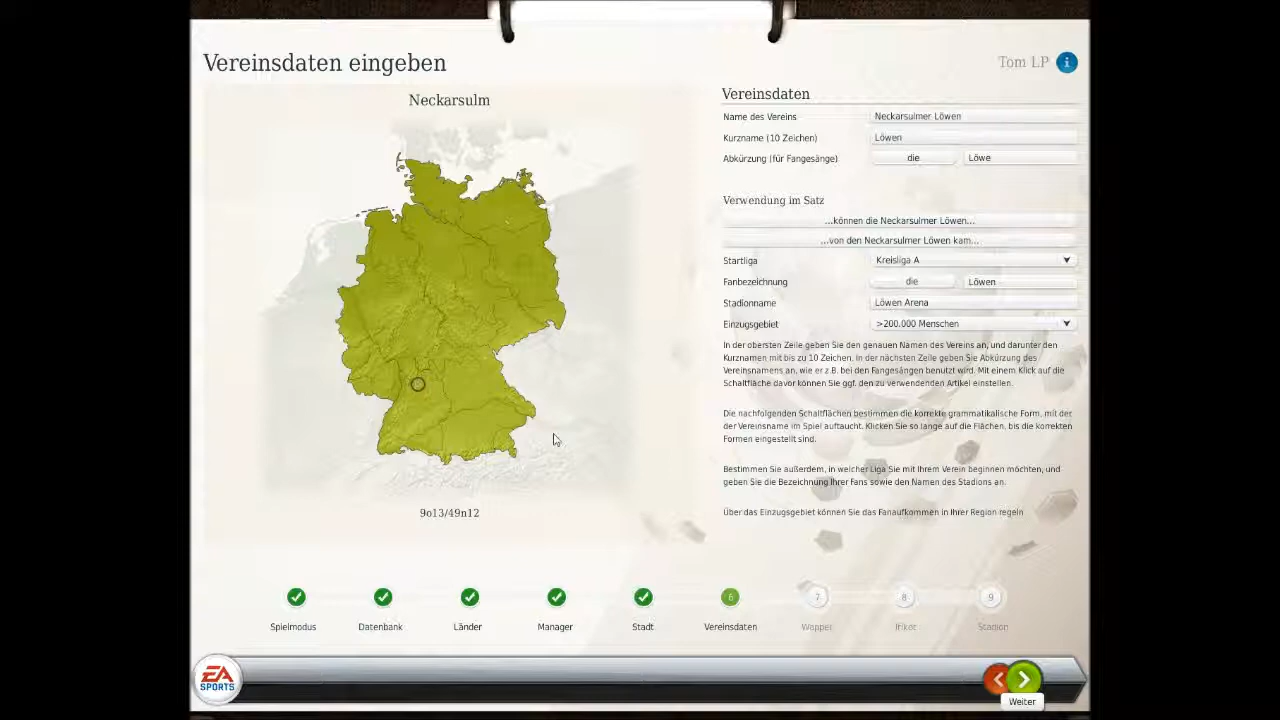 Vereinsdaten eingeben
Tom LP
Neckarsulm
Vereinsdaten
Name des Vereins
Neckarsulmer Löwen
Kurzname (10 Zeichen)
Löwen
Abkürzung (für Fangesänge)
die
Löwe
Verwendung im Satz
...können die Neckarsulmer Löwen...
...von den Neckarsulmer Löwen kam...
Startliga
Kreisliga A
Fanbezeichnung
die
Löwen
Stadionname
Löwen Arena
Einzugsgebiet
>200.000 Menschen
In der obersten Zeile geben Sie den genauen Namen des Vereins an, und darunter den
Kurznamen mit bis zu 10 Zeichen. In der nächsten Zeile geben Sie Abkürzung des
Vereinsnamens an, wie er z.B. bei den Fangesängen benutzt wird. Mit einem Klick auf die
Schaltfläche davor können Sie ggf. den zu verwendenden Artikel einstellen.
Die nachfolgenden Schaltflächen bestimmen die korrekte grammatikalische Form, mit der
der Vereinsname im Spiel auftaucht. Klicken Sie so lange auf die Flächen, bis die korrekten
Formen eingestellt sind.
Bestimmen Sie außerdem, in welcher Liga Sie mit Ihrem Verein beginnen möchten, und
geben Sie die Bezeichnung Ihrer Fans sowie den Namen des Stadions an.
Über das Einzugsgebiet können Sie das Fanaufkommen in Ihrer Region regeln
9o13/49n12
6
7
8
9
Spielmodus
Datenbank
Länder
Manager
Stadt
Vereinsdaten
Wappen
Trikot
Stadion
EA
SPORTS
Weiter